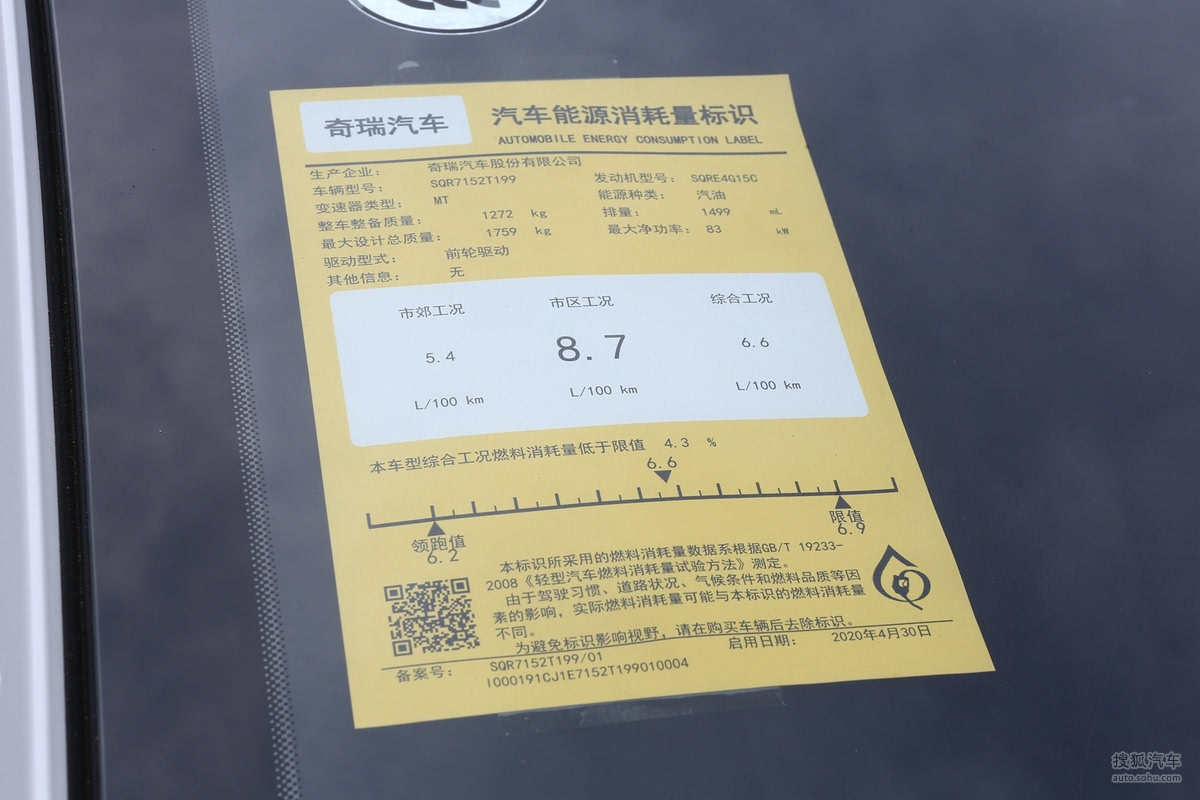 奇瑞汽车
汽车能源消耗量标识
AUTOMOBILE ENERGY CONSUMPTION LABEL
生产企业: 奇瑞汽车股份有限公司
车辆型号: SQR7152T199 发动机型号: SQRE4G15C
变速器类型: MT 能源种类: 汽油
整车整备质量: 1272 kg 排量: 1499 mL
最大设计总质量: 1759 kg 最大净功率: 83 kW
驱动型式: 前轮驱动
其他信息: 无
市郊工况 市区工况 综合工况
5.4 8.7 6.6
L/100 km L/100 km L/100 km
本车型综合工况燃料消耗量低于限值 4.3 %
6.6
领跑值 限值
6.2 6.9
本标识所采用的燃料消耗量数据系根据GB/T 19233-
2008《轻型汽车燃料消耗量试验方法》测定。
由于驾驶习惯、道路状况、气候条件和燃料品质等因
素的影响，实际燃料消耗量可能与本标识的燃料消耗量
不同。
为避免标识影响视野，请在购买车辆后去除标识。
备案号: SQR7152T199/01 启用日期: 2020年4月30日
I000191CJ1E7152T199010004
搜狐汽车
auto.sohu.com